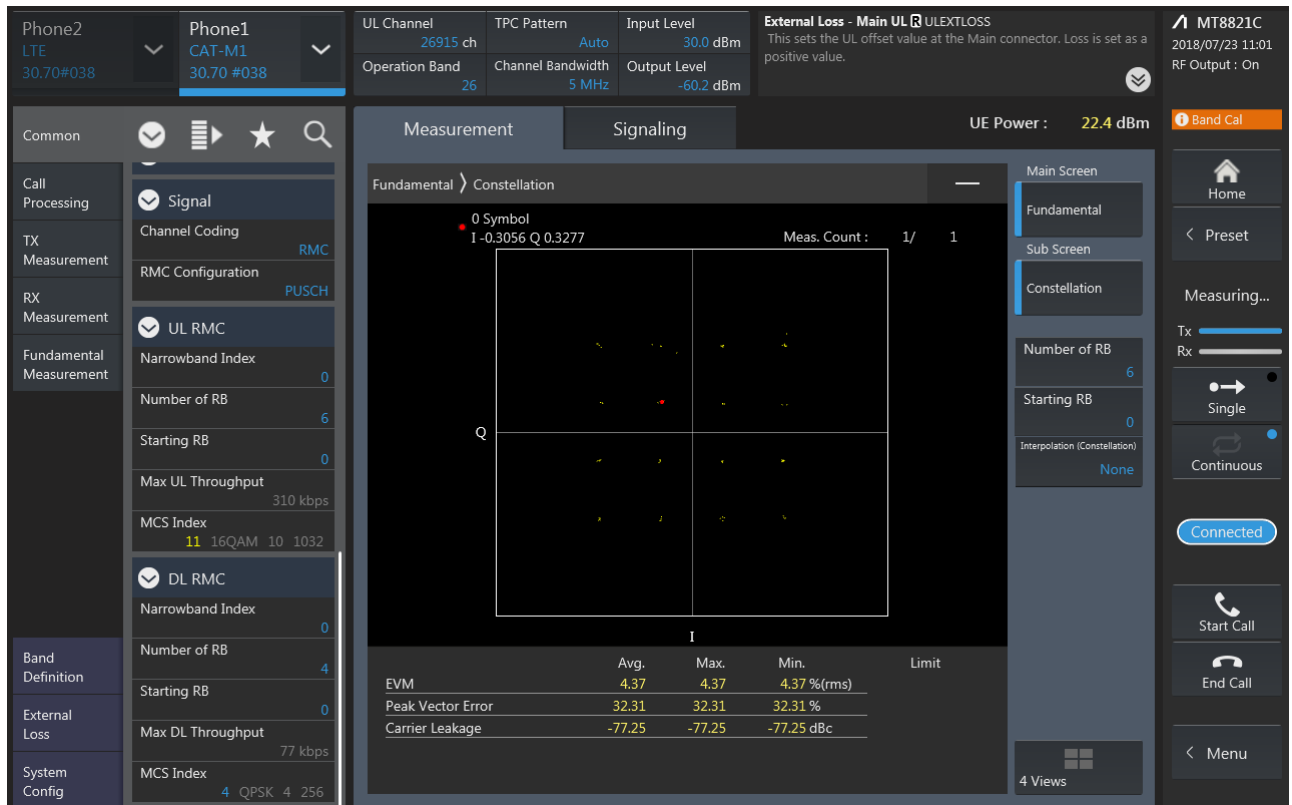 Phone2
LTE
30.70#038
Phone1
CAT-M1
30.70 #038
UL Channel
26915 ch
Operation Band
26
TPC Pattern
Auto
Channel Bandwidth
5 MHz
Input Level
30.0 dBm
Output Level
-60.2 dBm
External Loss - Main UL R ULEXTLOSS
This sets the UL offset value at the Main connector. Loss is set as a
positive value.
MT8821C
2018/07/23 11:01
RF Output : On
Band Cal
Home
Preset
Measuring...
Tx
Rx
Single
Continuous
Connected
Start Call
End Call
Menu
Common
Call
Processing
TX
Measurement
RX
Measurement
Fundamental
Measurement
Band
Definition
External
Loss
System
Config
Signal
Channel Coding
RMC
RMC Configuration
PUSCH
UL RMC
Narrowband Index
0
Number of RB
6
Starting RB
0
Max UL Throughput
310 kbps
MCS Index
11 16QAM 10 1032
DL RMC
Narrowband Index
0
Number of RB
4
Starting RB
0
Max DL Throughput
77 kbps
MCS Index
4 QPSK 4 256
Measurement
Signaling
UE Power : 22.4 dBm
Fundamental Constellation
0 Symbol
I -0.3056 Q 0.3277
Meas. Count : 1/ 1
Q
I
Avg. Max. Min. Limit
EVM 4.37 4.37 4.37 %(rms)
Peak Vector Error 32.31 32.31 32.31 %
Carrier Leakage -77.25 -77.25 -77.25 dBc
Main Screen
Fundamental
Sub Screen
Constellation
Number of RB
6
Starting RB
0
Interpolation (Constellation)
None
4 Views